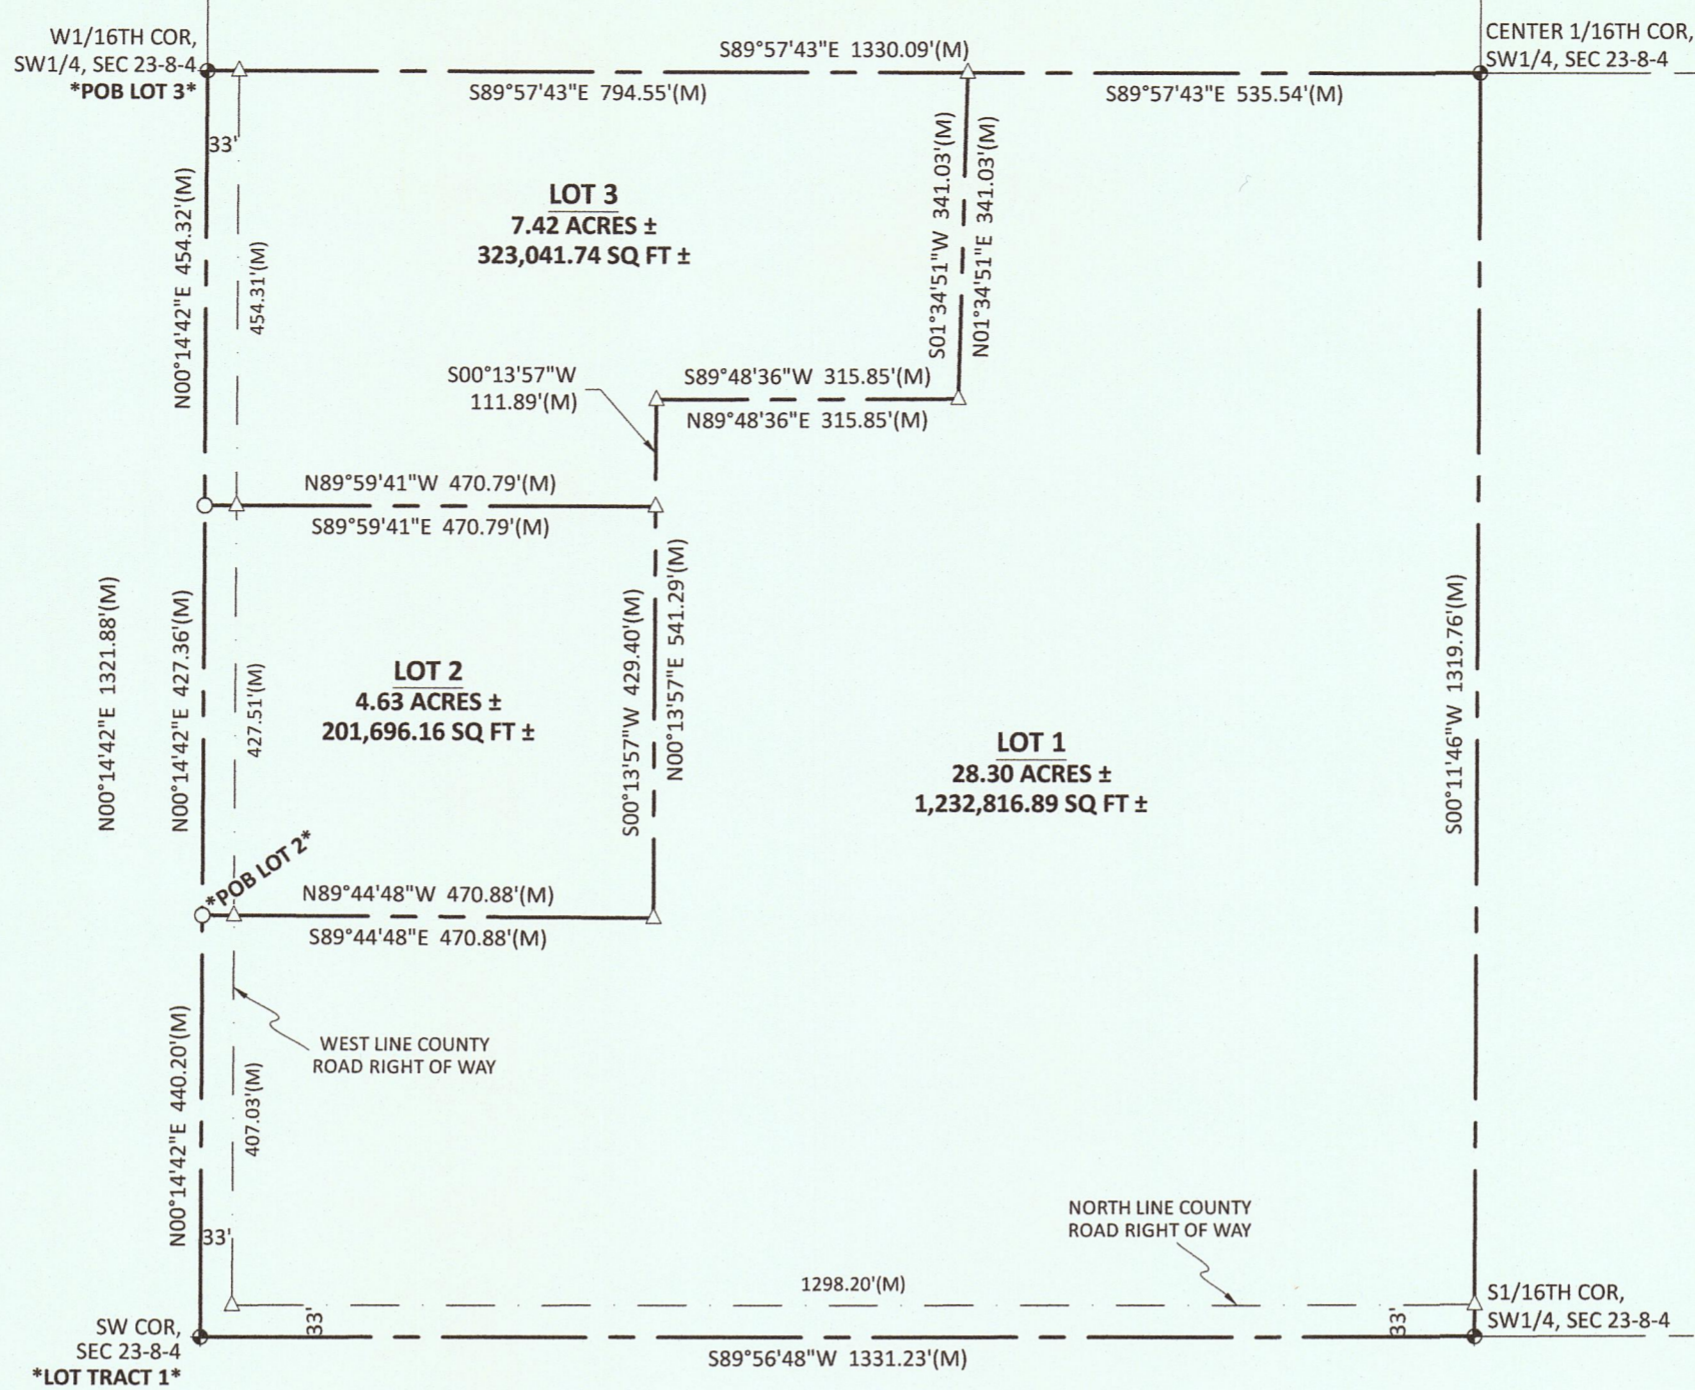 W1/16TH COR,
SW1/4, SEC 23-8-4
*POB LOT 3*
S89°57'43"E 1330.09'(M)
CENTER 1/16TH COR,
SW1/4, SEC 23-8-4
S89°57'43"E 794.55'(M)
S89°57'43"E 535.54'(M)
33'
N00°14'42"E 454.32'(M)
454.31'(M)
LOT 3
7.42 ACRES ±
323,041.74 SQ FT ±
S01°34'51"W 341.03'(M)
N01°34'51"E 341.03'(M)
S00°13'57"W
111.89'(M)
S89°48'36"W 315.85'(M)
N89°48'36"E 315.85'(M)
N89°59'41"W 470.79'(M)
S89°59'41"E 470.79'(M)
N00°14'42"E 1321.88'(M)
N00°14'42"E 427.36'(M)
427.51'(M)
LOT 2
4.63 ACRES ±
201,696.16 SQ FT ±
S00°13'57"W 429.40'(M)
N00°13'57"E 541.29'(M)
LOT 1
28.30 ACRES ±
1,232,816.89 SQ FT ±
S00°11'46"W 1319.76'(M)
*POB LOT 2*
N89°44'48"W 470.88'(M)
S89°44'48"E 470.88'(M)
WEST LINE COUNTY
ROAD RIGHT OF WAY
N00°14'42"E 440.20'(M)
407.03'(M)
33'
NORTH LINE COUNTY
ROAD RIGHT OF WAY
1298.20'(M)
33'
33'
S1/16TH COR,
SW1/4, SEC 23-8-4
SW COR,
SEC 23-8-4
*LOT TRACT 1*
S89°56'48"W 1331.23'(M)